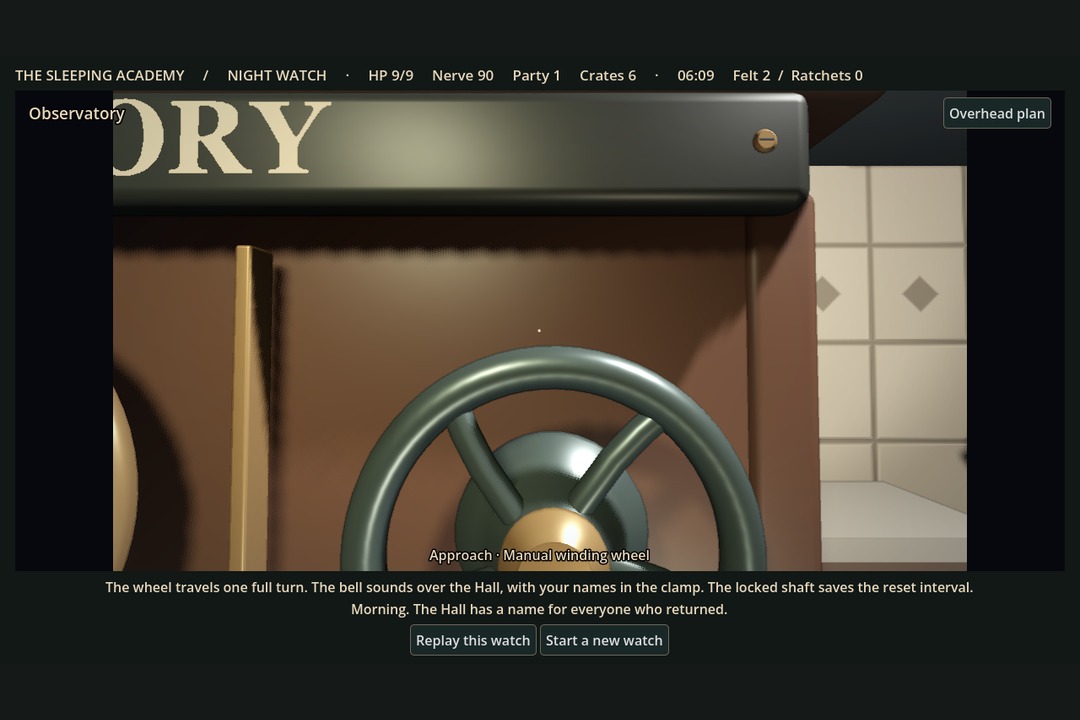 THE SLEEPING ACADEMY / NIGHT WATCH · HP 9/9 Nerve 90 Party 1 Crates 6 · 06:09 Felt 2 / Ratchets 0
Observatory
ORY
Overhead plan
Approach · Manual winding wheel
The wheel travels one full turn. The bell sounds over the Hall, with your names in the clamp. The locked shaft saves the reset interval.
Morning. The Hall has a name for everyone who returned.
Replay this watch
Start a new watch